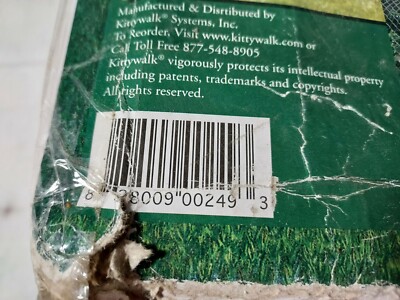 Manufactured & Distributed by
Kittywalk® Systems, Inc.
To Reorder, Visit www.kittywalk.com or
Call Toll Free 877-548-8905
Kittywalk® vigorously protects its intellectual property
including patents, trademarks and copyrights.
All rights reserved.
8 28009 00249 3